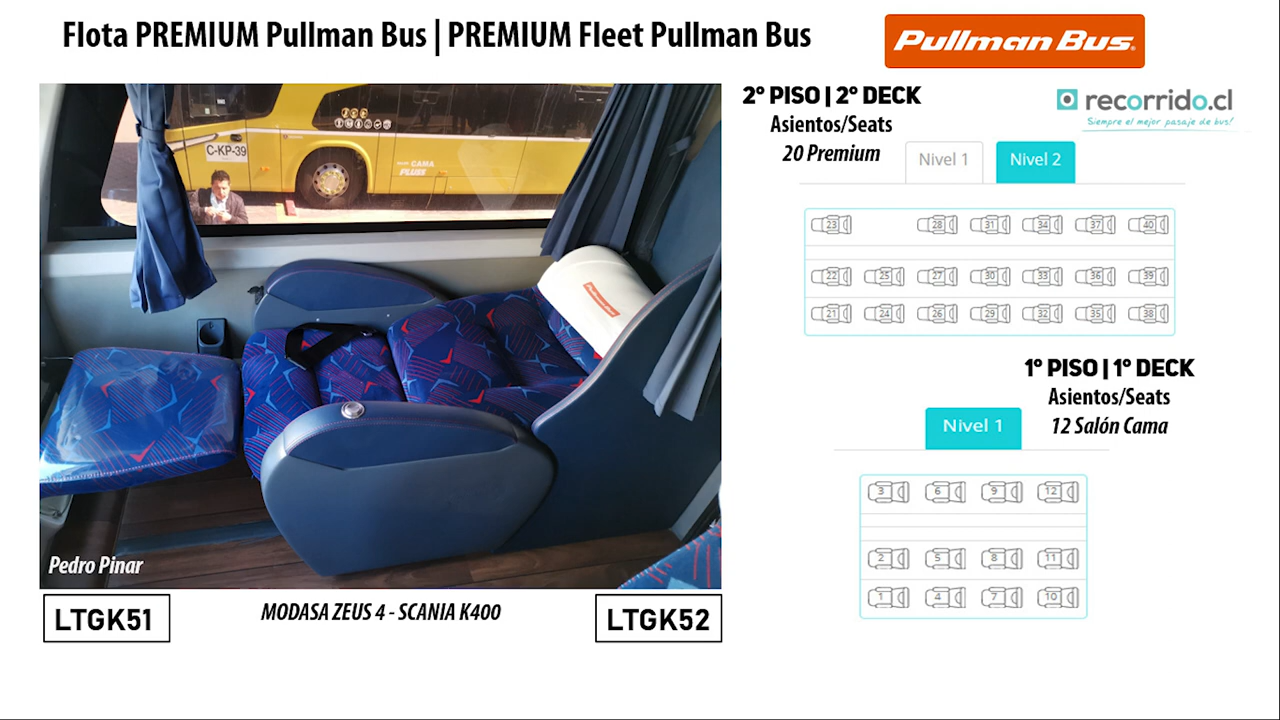 Flota PREMIUM Pullman Bus | PREMIUM Fleet Pullman Bus
Pullman Bus
2° PISO | 2° DECK
Asientos/Seats
20 Premium
recorrido.cl
Siempre el mejor pasaje de bus!
Nivel 1
Nivel 2
23 28 31 34 37 40
22 25 27 30 33 36 39
21 24 26 29 32 35 38
1° PISO | 1° DECK
Asientos/Seats
12 Salón Cama
Nivel 1
3 6 9 12
2 5 8 11
1 4 7 10
C-KP-39
CAMA
PLUSS
Pullman Bus
Pedro Pinar
LTGK51
MODASA ZEUS 4 - SCANIA K400
LTGK52